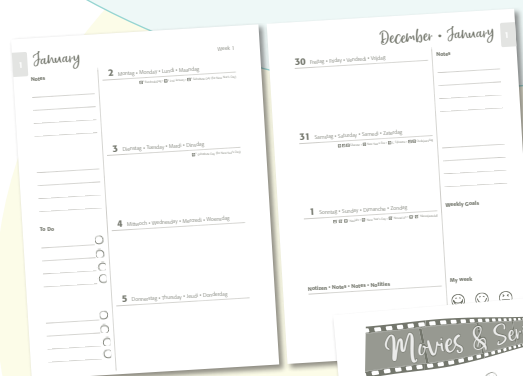 1
January
Week 1
Notes
2 Montag • Monday • Lundi • Maandag
3 Dienstag • Tuesday • Mardi • Dinsdag
To Do
4 Mittwoch • Wednesday • Mercredi • Woensdag
5 Donnerstag • Thursday • Jeudi • Donderdag
December • January
1
30 Freitag • Friday • Vendredi • Vrijdag
Notes
31 Samstag • Saturday • Samedi • Zaterdag
1 Sonntag • Sunday • Dimanche • Zondag
Weekly Goals
My week
Notizen • Notes • Notes • Notities
Movies & Ser